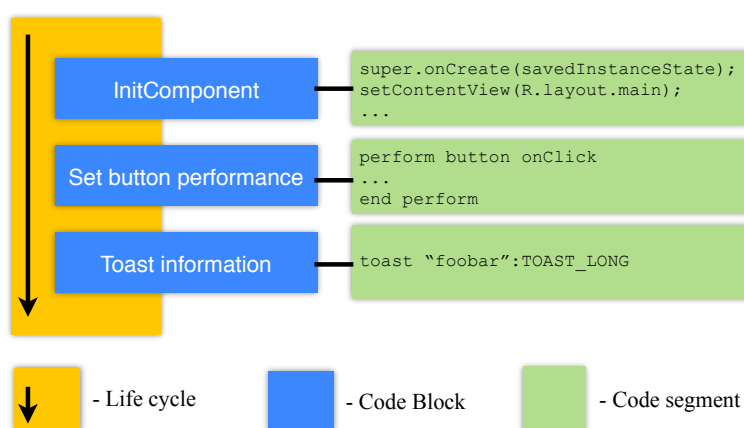 InitComponent
super.onCreate(savedInstanceState);
setContentView(R.layout.main);
...
Set button performance
perform button onClick
...
end perform
Toast information
toast “foobar”:TOAST_LONG
- Life cycle
- Code Block
- Code segment